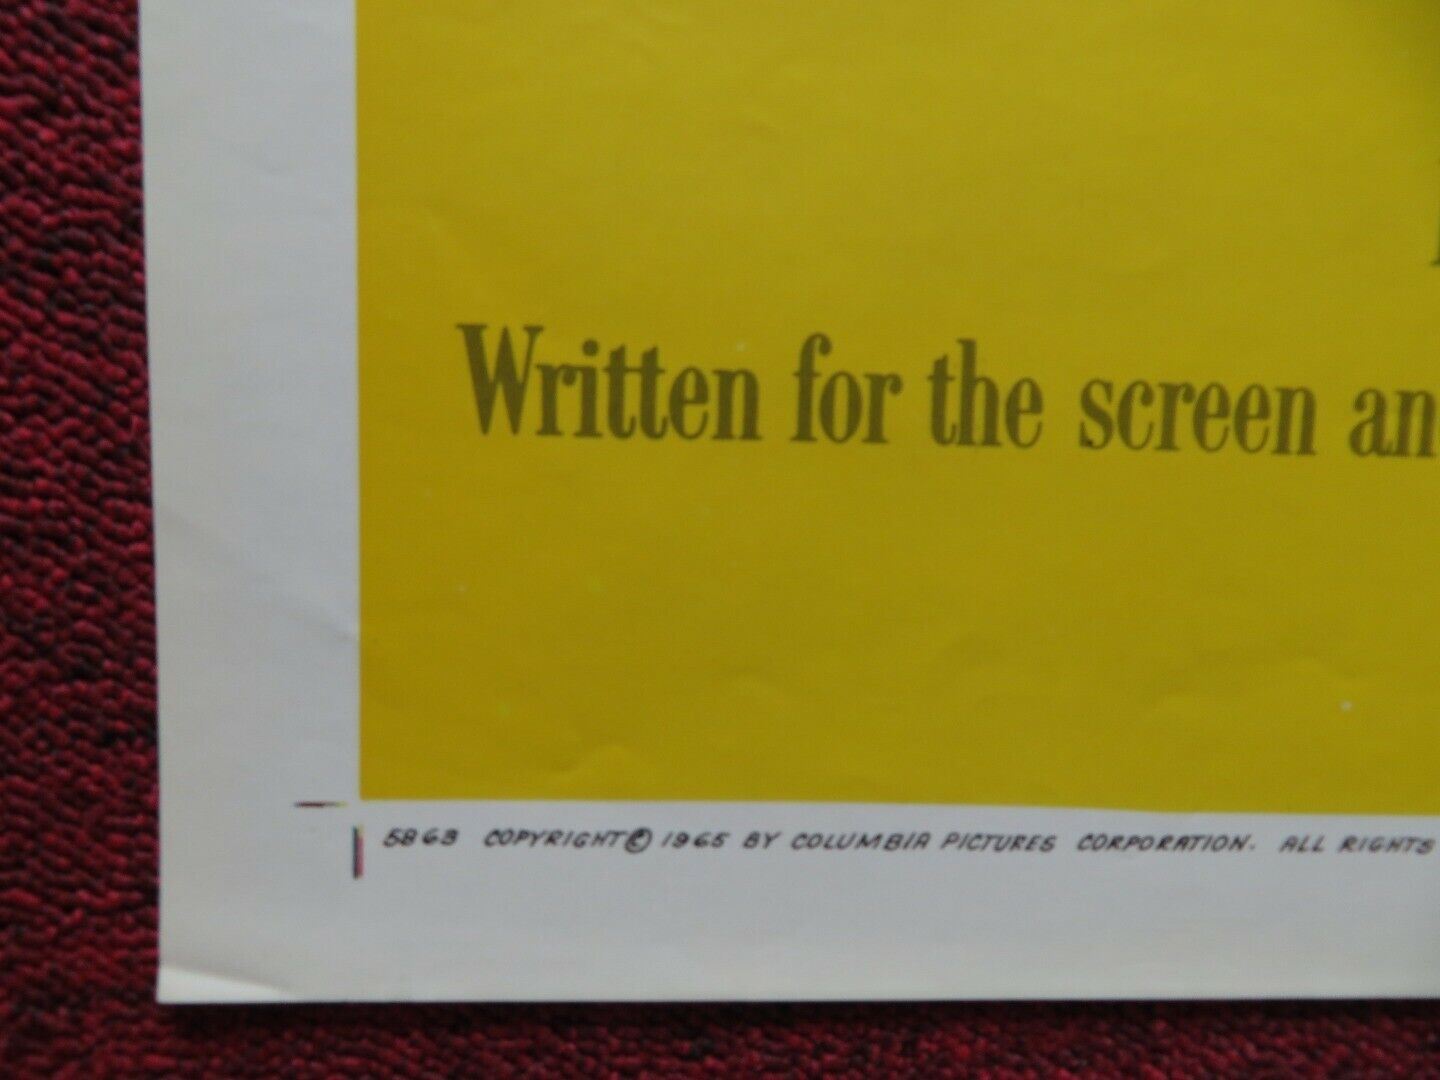 Written for the screen an
5863 COPYRIGHT © 1965 BY COLUMBIA PICTURES CORPORATION. ALL RIGHTS